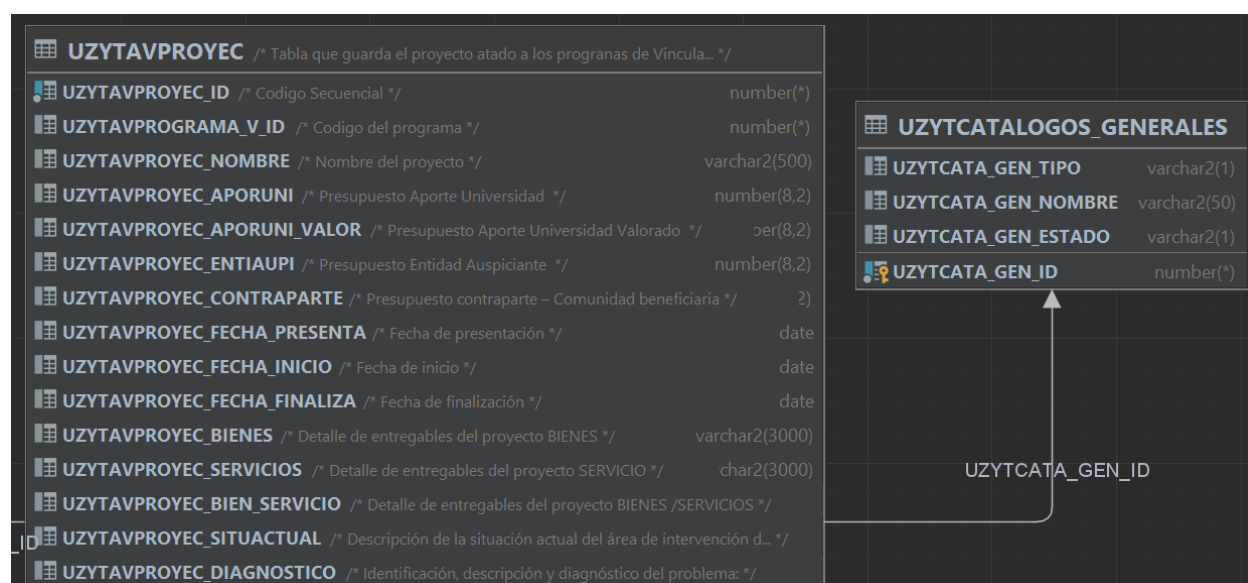 UZYTAVPROYEC /* Tabla que guarda el proyecto atado a los progranas de Vincula... */
UZYTAVPROYEC_ID /* Codigo Secuencial */ number(*)
UZYTAVPROGRAMA_V_ID /* Codigo del programa */ number(*)
UZYTAVPROYEC_NOMBRE /* Nombre del proyecto */ varchar2(500)
UZYTAVPROYEC_APORUNI /* Presupuesto Aporte Universidad */ number(8,2)
UZYTAVPROYEC_APORUNI_VALOR /* Presupuesto Aporte Universidad Valorado */ ber(8,2)
UZYTAVPROYEC_ENTIAUPI /* Presupuesto Entidad Auspiciante */ number(8,2)
UZYTAVPROYEC_CONTRAPARTE /* Presupuesto contraparte – Comunidad beneficiaria */ 2)
UZYTAVPROYEC_FECHA_PRESENTA /* Fecha de presentación */ date
UZYTAVPROYEC_FECHA_INICIO /* Fecha de inicio */ date
UZYTAVPROYEC_FECHA_FINALIZA /* Fecha de finalización */ date
UZYTAVPROYEC_BIENES /* Detalle de entregables del proyecto BIENES */ varchar2(3000)
UZYTAVPROYEC_SERVICIOS /* Detalle de entregables del proyecto SERVICIO */ char2(3000)
UZYTAVPROYEC_BIEN_SERVICIO /* Detalle de entregables del proyecto BIENES /SERVICIOS */
_ID
UZYTAVPROYEC_SITUACTUAL /* Descripción de la situación actual del área de intervención d... */
UZYTAVPROYEC_DIAGNOSTICO /* Identificación, descripción y diagnóstico del problema: */
UZYTCATALOGOS_GENERALES
UZYTCATA_GEN_TIPO varchar2(1)
UZYTCATA_GEN_NOMBRE varchar2(50)
UZYTCATA_GEN_ESTADO varchar2(1)
UZYTCATA_GEN_ID number(*)
UZYTCATA_GEN_ID